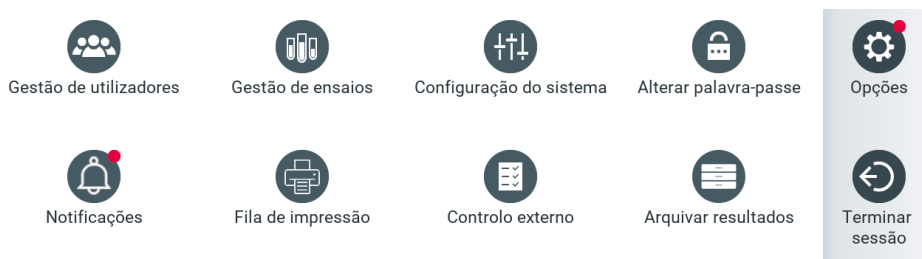 Gestão de utilizadores
Gestão de ensaios
Configuração do sistema
Alterar palavra-passe
Opções
Notificações
Fila de impressão
Controlo externo
Arquivar resultados
Terminar
sessão